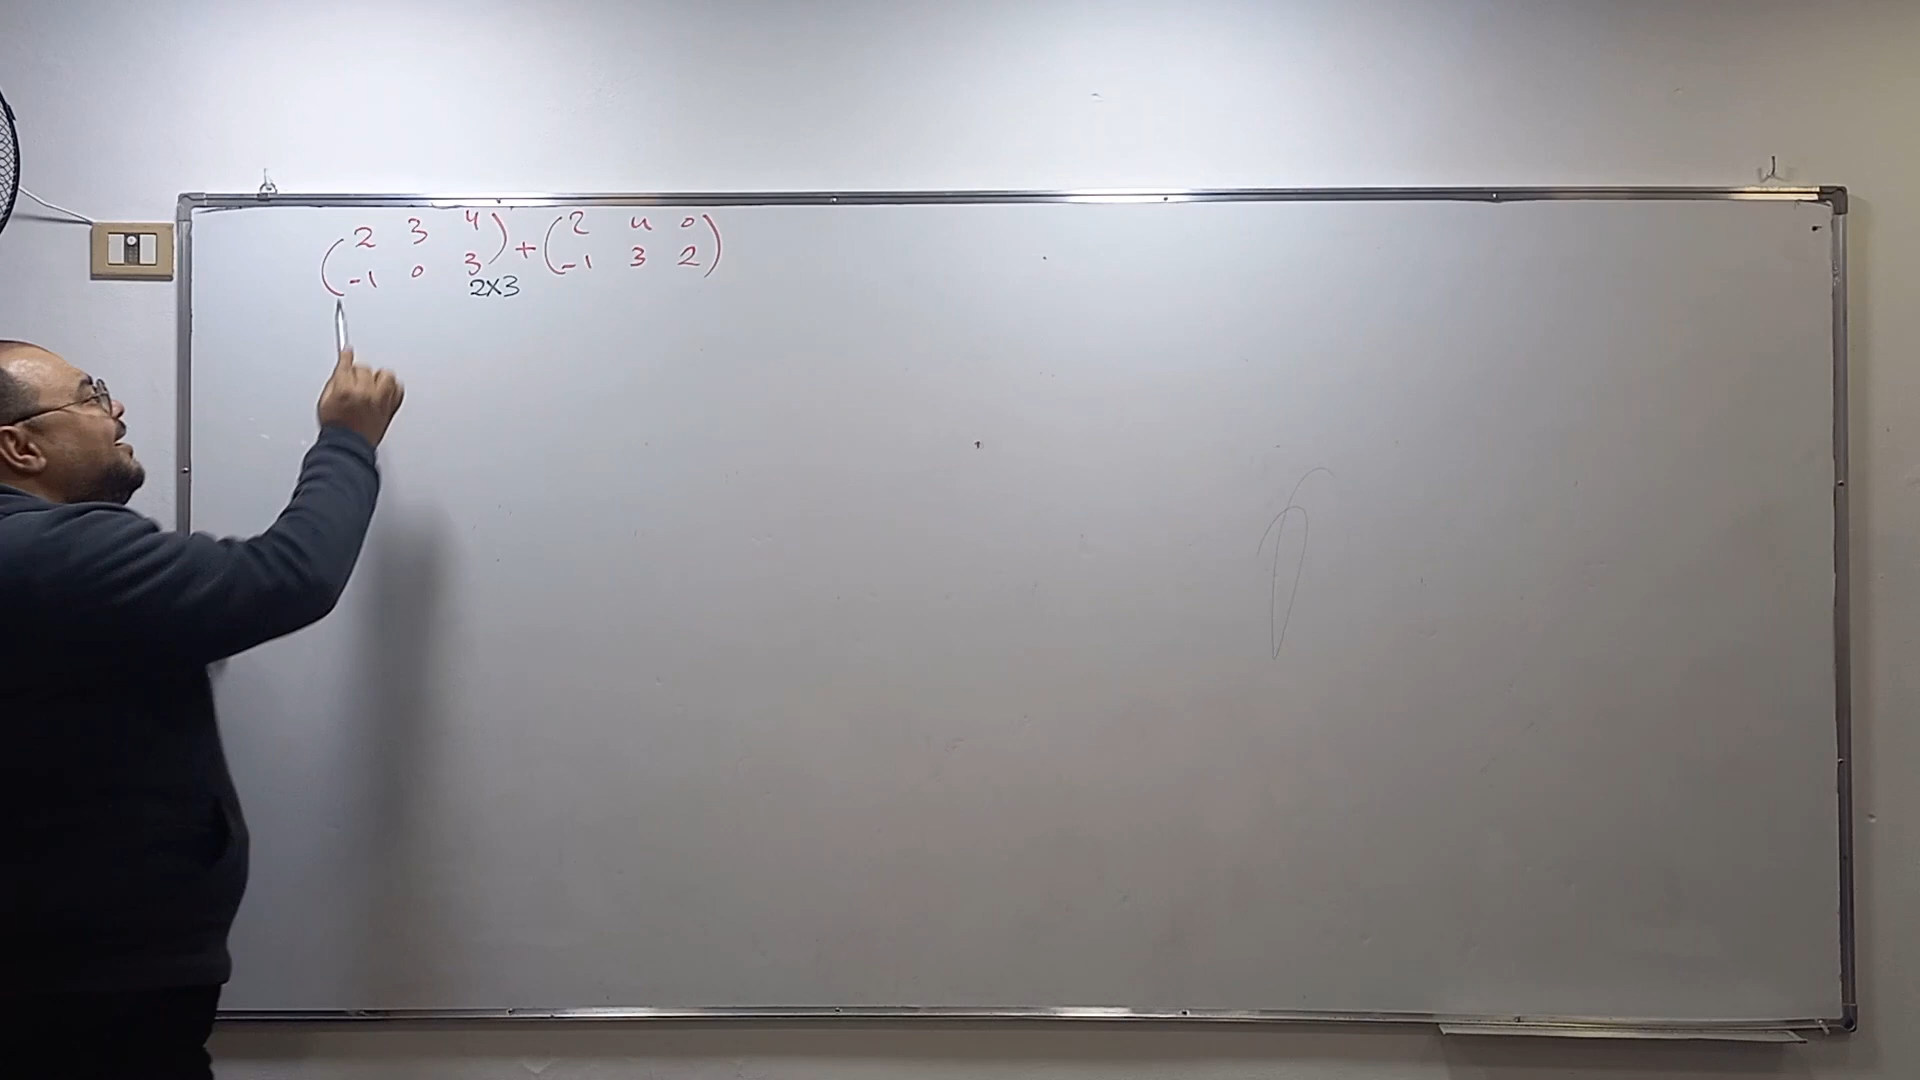 (2 3 4) + (2 4 0)
(-1 0 3) (-1 3 2)
2x3